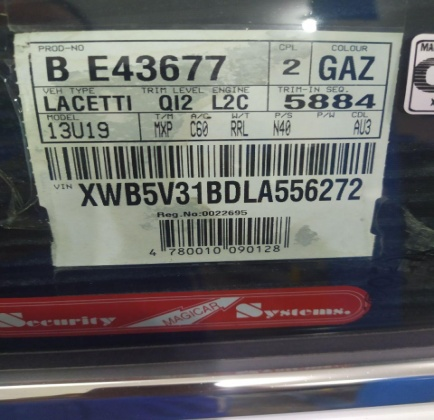 PROD-NO CPL COLOUR
B E43677 2 GAZ
VEH TYPE TRIM LEVEL ENGINE TRIM-IN SEQ.
LACETTI QI2 L2C 5884
MODEL T/M A/G W/T P/S P/W CDL
13U19 MXP C60 RRL N40 AU3
VIN XWB5V31BDLA556272
Reg.No:0022695
4 780010 090128
Security MAGICAR Systems.